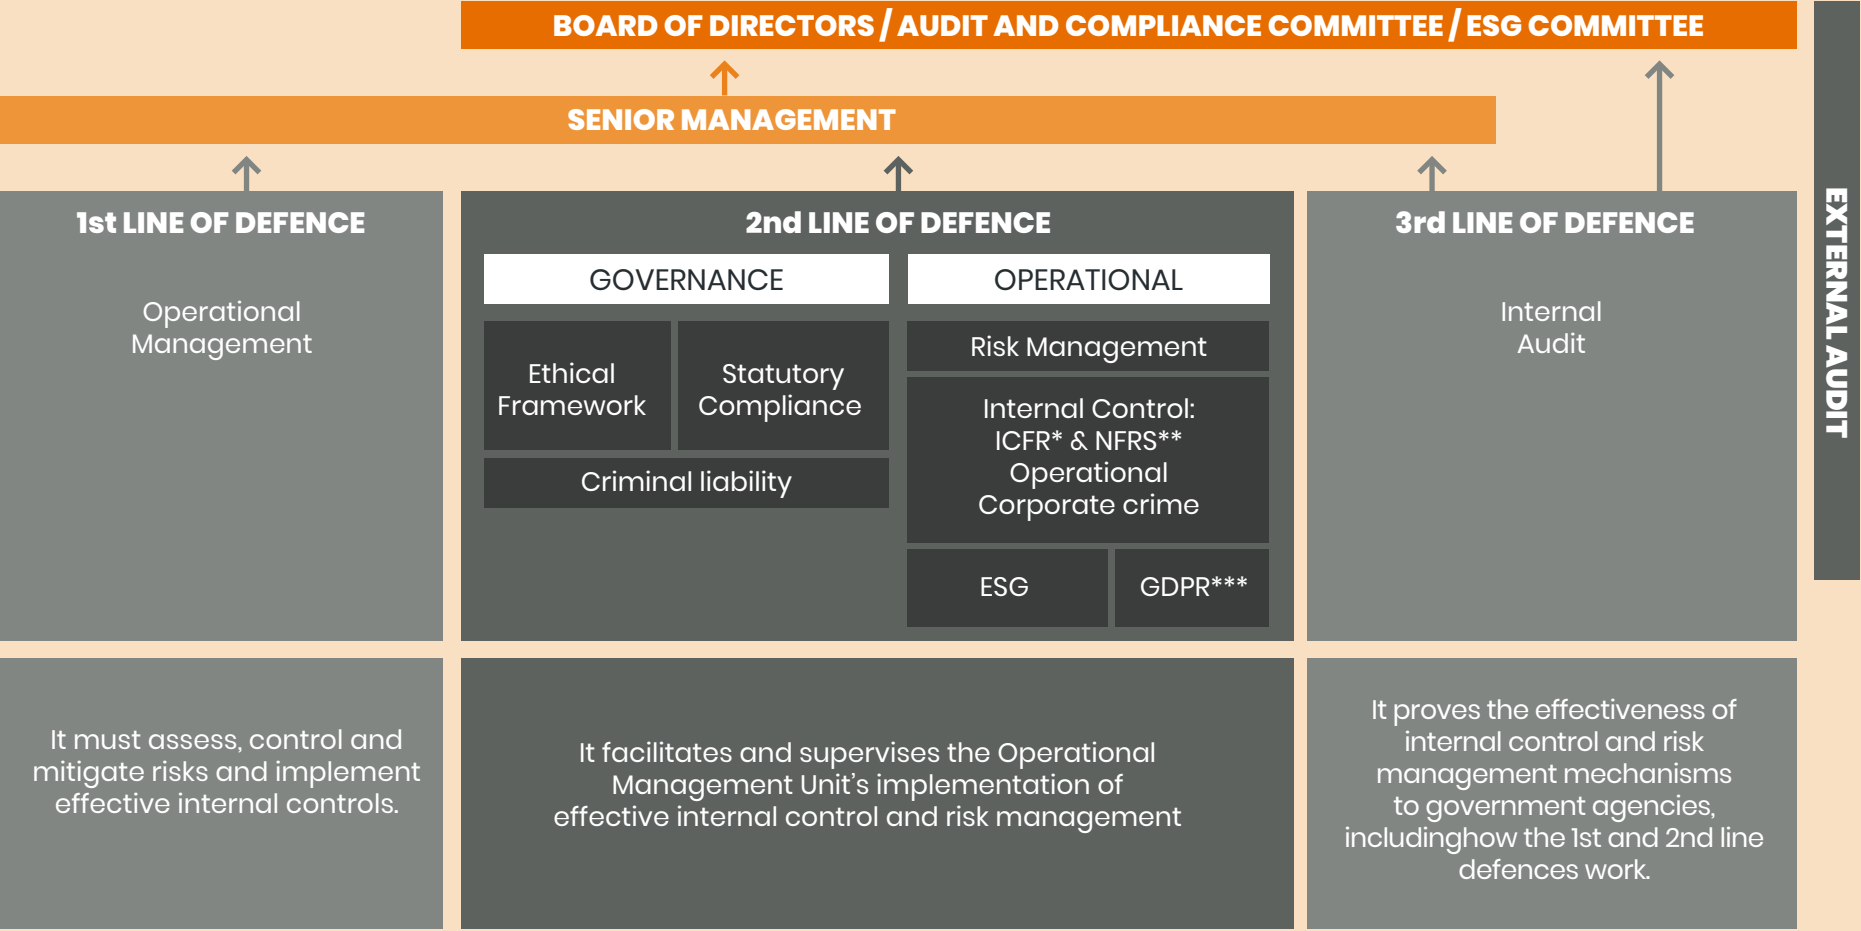 BOARD OF DIRECTORS / AUDIT AND COMPLIANCE COMMITTEE / ESG COMMITTEE
SENIOR MANAGEMENT
1st LINE OF DEFENCE
Operational
Management
2nd LINE OF DEFENCE
GOVERNANCE
Ethical
Framework
Statutory
Compliance
Criminal liability
OPERATIONAL
Risk Management
Internal Control:
ICFR* & NFRS**
Operational
Corporate crime
ESG
GDPR***
3rd LINE OF DEFENCE
Internal
Audit
EXTERNAL AUDIT
It must assess, control and
mitigate risks and implement
effective internal controls.
It facilitates and supervises the Operational
Management Unit’s implementation of
effective internal control and risk management
It proves the effectiveness of
internal control and risk
management mechanisms
to government agencies,
includinghow the 1st and 2nd line
defences work.